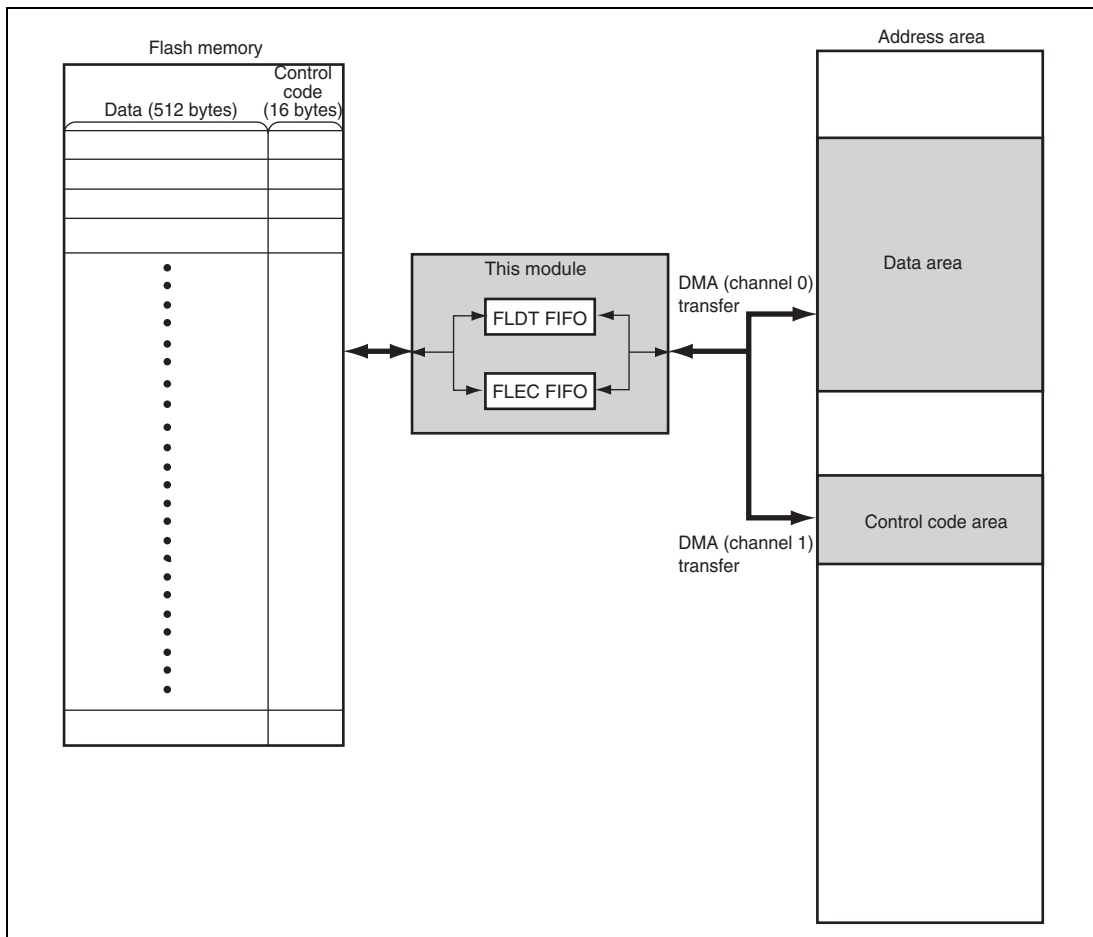 Flash memory
Control
code
Data (512 bytes)
(16 bytes)
This module
FLDT FIFO
FLEC FIFO
DMA (channel 0)
transfer
DMA (channel 1)
transfer
Address area
Data area
Control code area